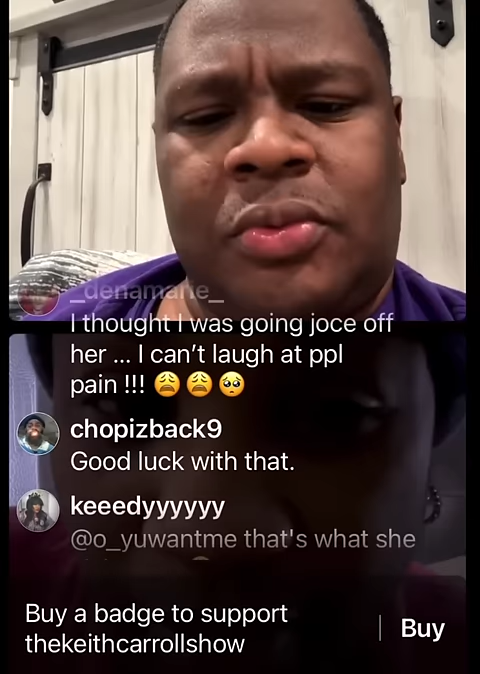 _denamarie_
I thought I was going joce off
her ... I can’t laugh at ppl
pain !!! 😩😩🥺
chopizback9
Good luck with that.
keeedyyyyyy
@o_yuwantme that's what she
Buy a badge to support
thekeithcarrollshow
Buy